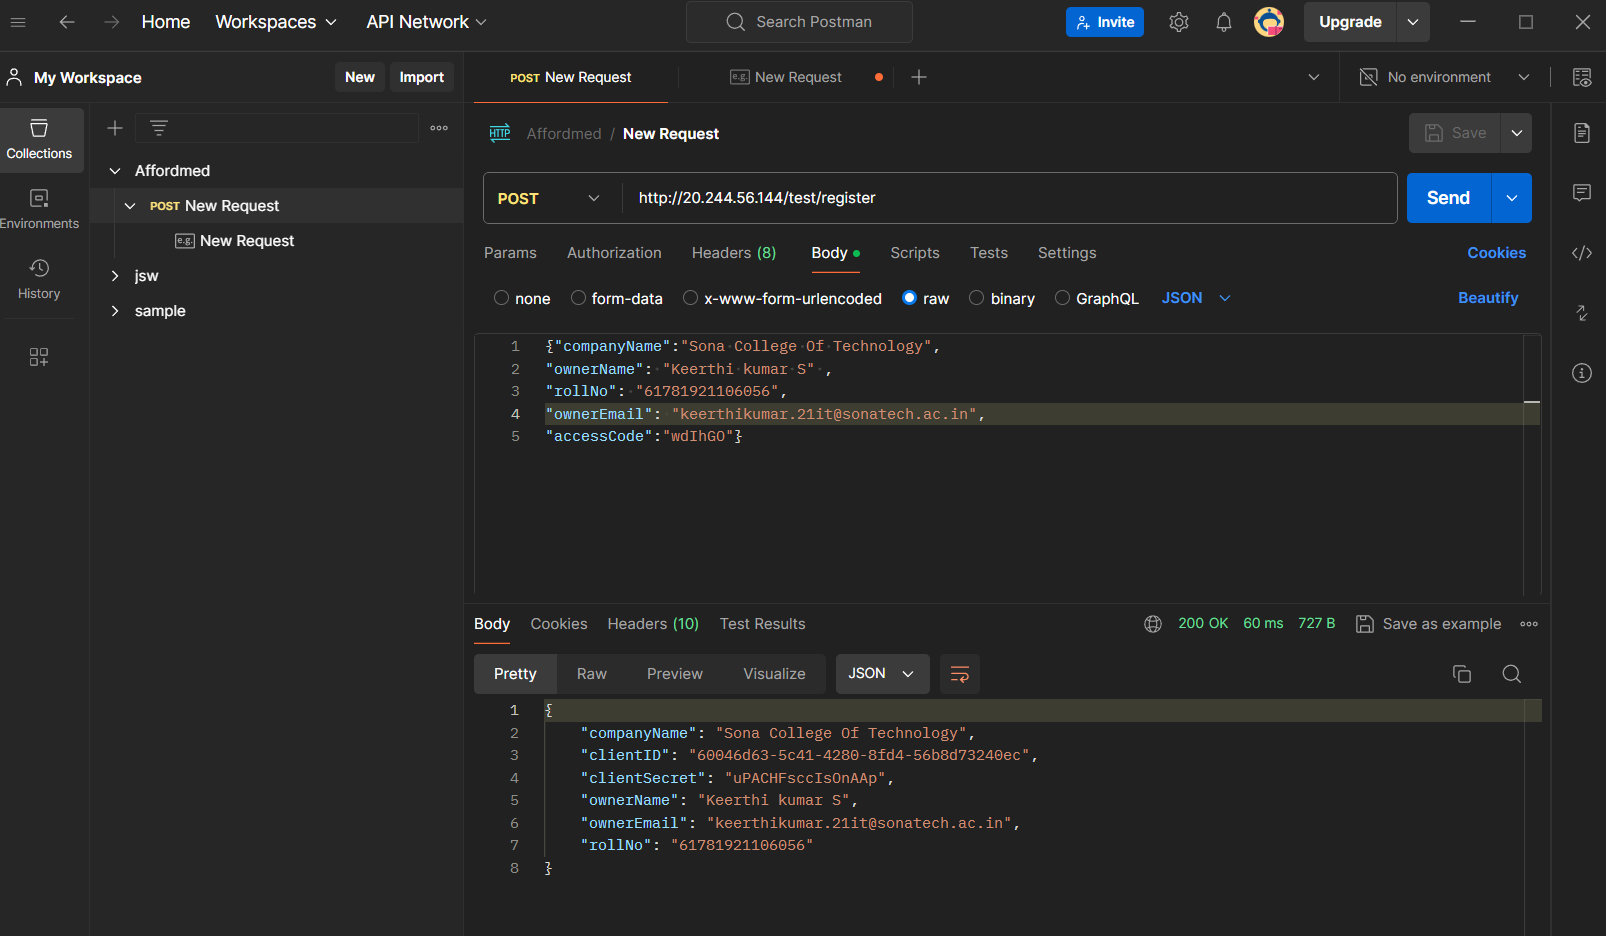 Home Workspaces API Network Search Postman Invite Upgrade
My Workspace New Import POST New Request e.g. New Request No environment
Collections
Environments
History
Affordmed
POST New Request
e.g. New Request
jsw
sample
HTTP Affordmed / New Request Save
POST http://20.244.56.144/test/register Send
Params Authorization Headers (8) Body Scripts Tests Settings Cookies
none form-data x-www-form-urlencoded raw binary GraphQL JSON Beautify
1 {"companyName":"Sona College Of Technology",
2 "ownerName": "Keerthi kumar S" ,
3 "rollNo": "61781921106056",
4 "ownerEmail": "keerthikumar.21it@sonatech.ac.in",
5 "accessCode":"wdIhGO"}
Body Cookies Headers (10) Test Results 200 OK 60 ms 727 B Save as example
Pretty Raw Preview Visualize JSON
1 {
2 "companyName": "Sona College Of Technology",
3 "clientID": "60046d63-5c41-4280-8fd4-56b8d73240ec",
4 "clientSecret": "uPACHFsccIsOnAAp",
5 "ownerName": "Keerthi kumar S",
6 "ownerEmail": "keerthikumar.21it@sonatech.ac.in",
7 "rollNo": "61781921106056"
8 }